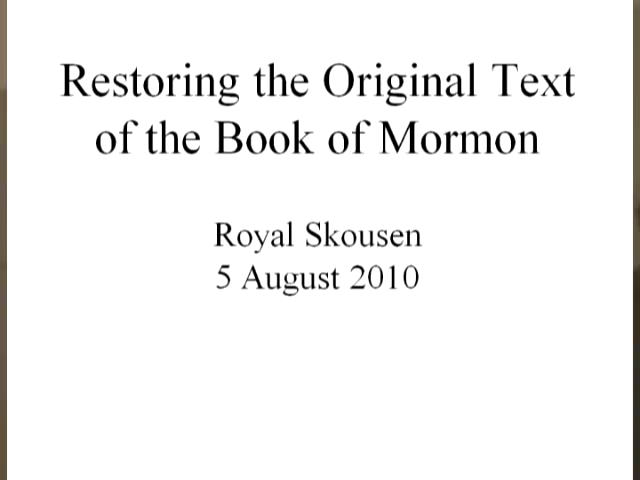 Restoring the Original Text
of the Book of Mormon
Royal Skousen
5 August 2010